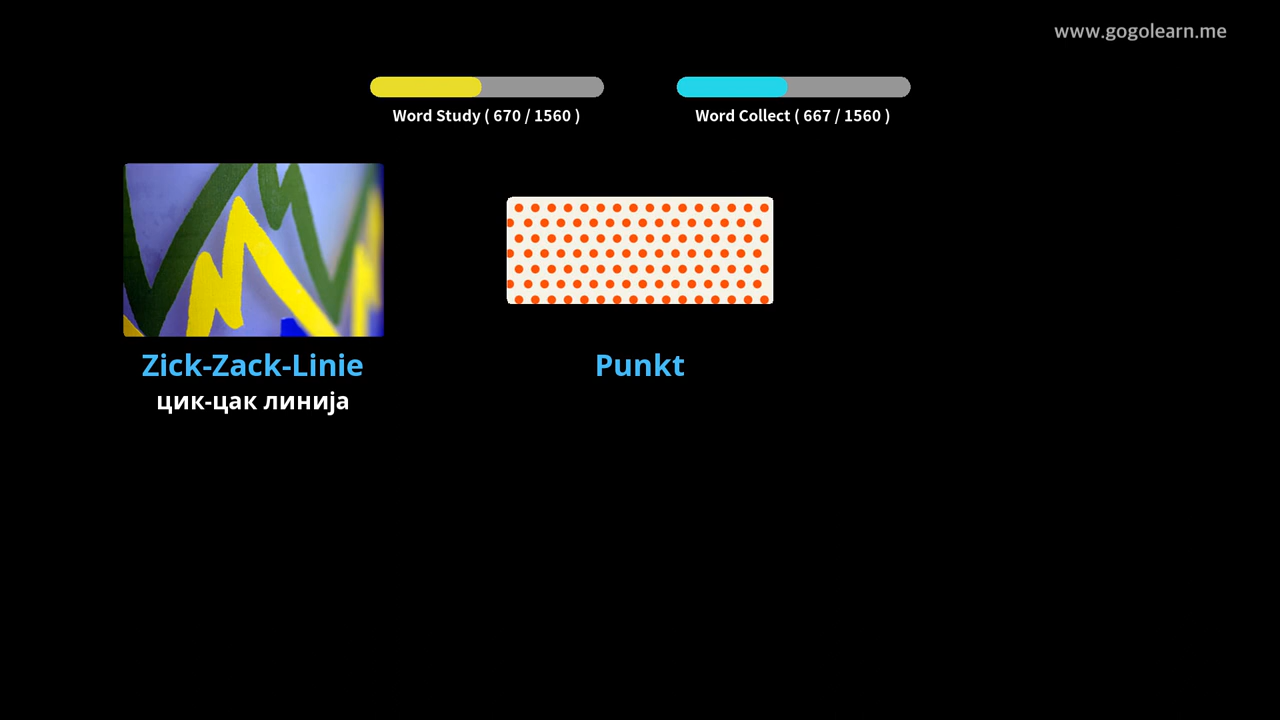 www.gogolearn.me
Word Study ( 670 / 1560 )
Word Collect ( 667 / 1560 )
Zick-Zack-Linie
цик-цак линија
Punkt